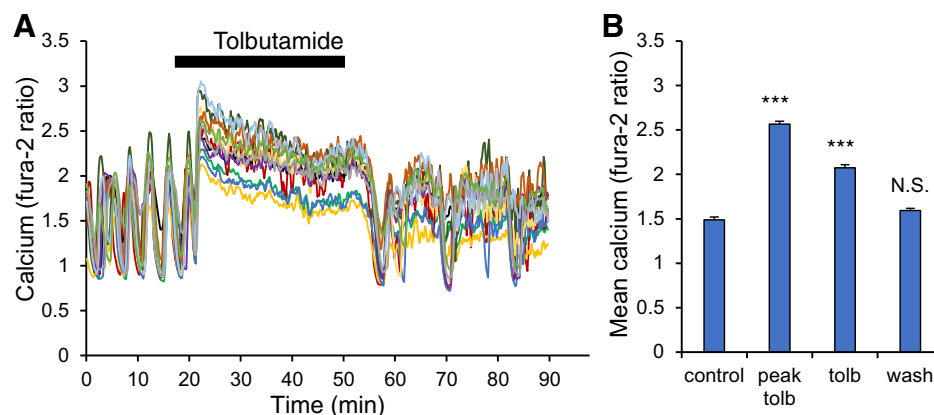 A
Tolbutamide
Calcium (fura-2 ratio)
3.5
3
2.5
2
1.5
1
0.5
0
0 10 20 30 40 50 60 70 80 90
Time (min)
B
Mean calcium (fura-2 ratio)
3.5
3
2.5
2
1.5
1
0.5
0
***
***
N.S.
control peak tolb wash
tolb